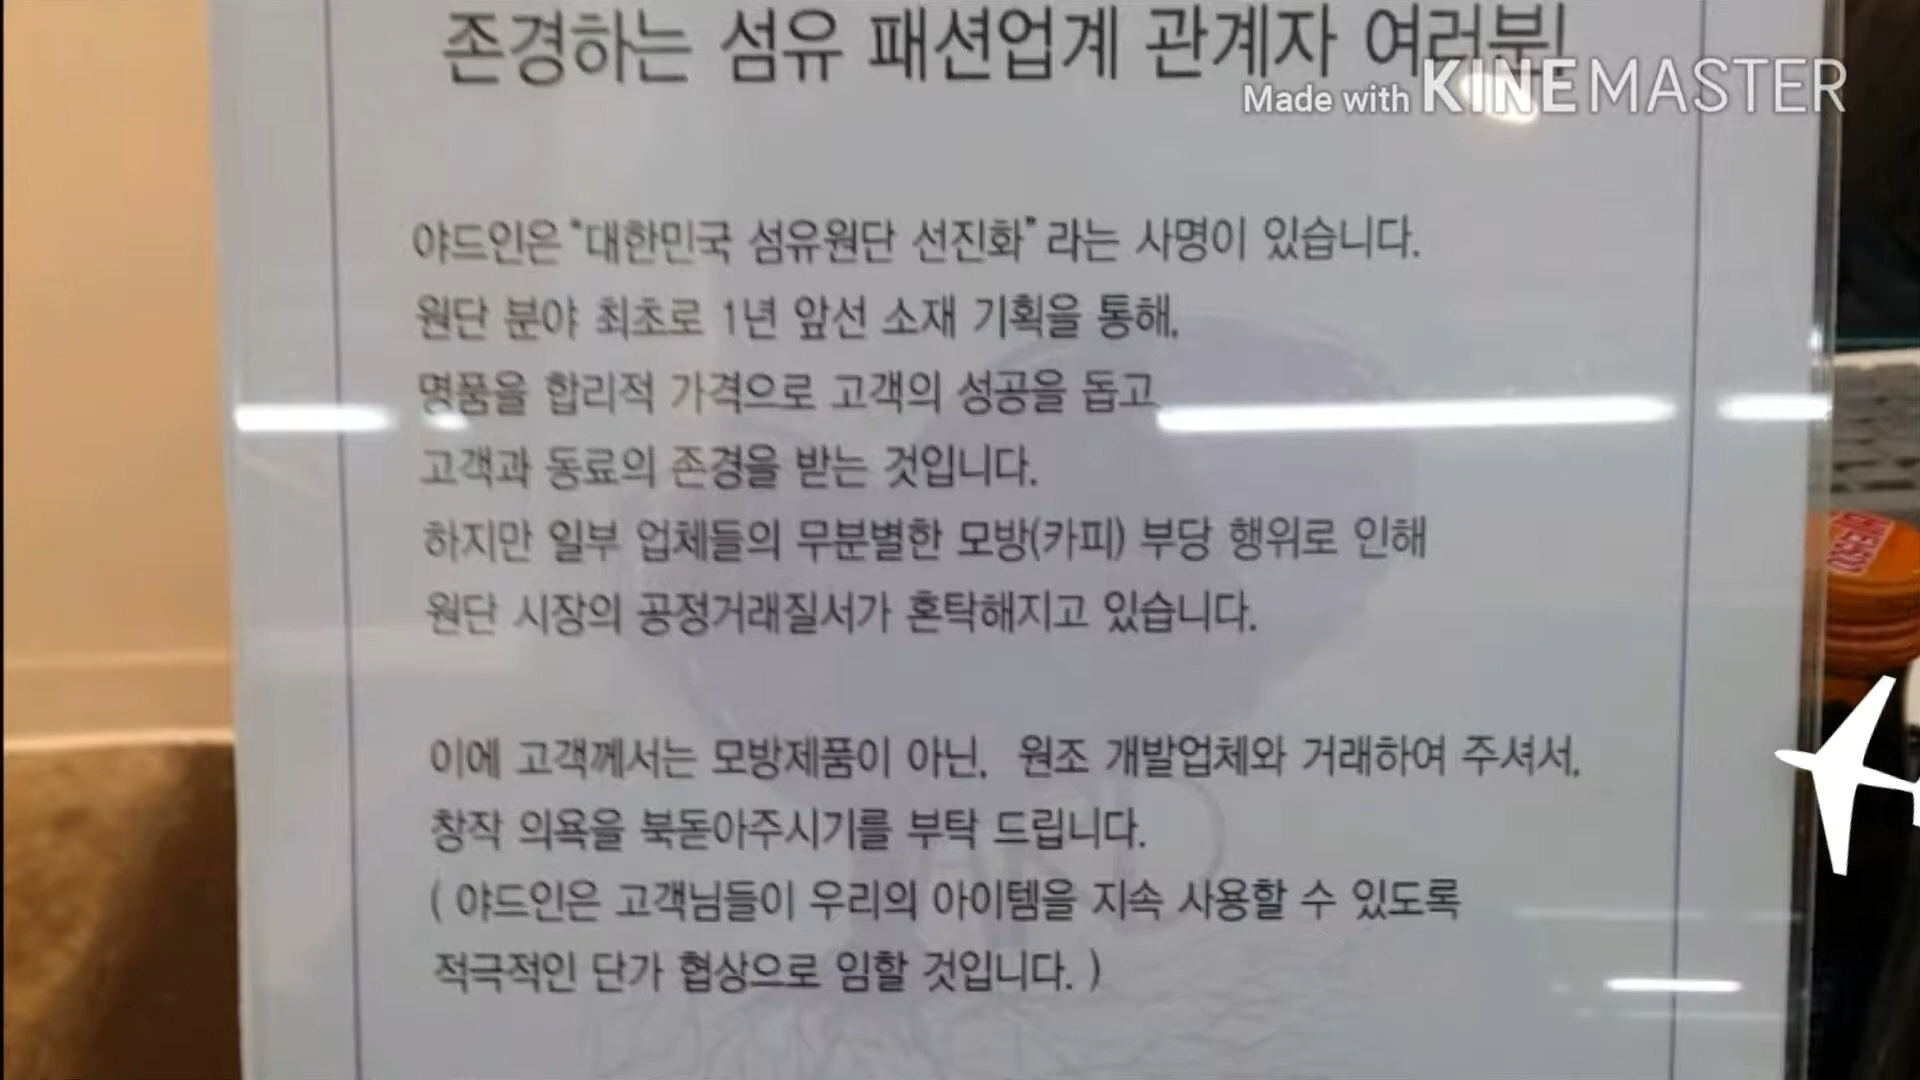 존경하는 섬유 패션업계 관계자 여러분!
Made with KINEMASTER
야드인은 "대한민국 섬유원단 선진화" 라는 사명이 있습니다.
원단 분야 최초로 1년 앞선 소재 기획을 통해,
명품을 합리적 가격으로 고객의 성공을 돕고
고객과 동료의 존경을 받는 것입니다.
하지만 일부 업체들의 무분별한 모방(카피) 부당 행위로 인해
원단 시장의 공정거래질서가 혼탁해지고 있습니다.
이에 고객께서는 모방제품이 아닌, 원조 개발업체와 거래하여 주셔서,
창작 의욕을 북돋아주시기를 부탁 드립니다.
( 야드인은 고객님들이 우리의 아이템을 지속 사용할 수 있도록
적극적인 단가 협상으로 임할 것입니다. )